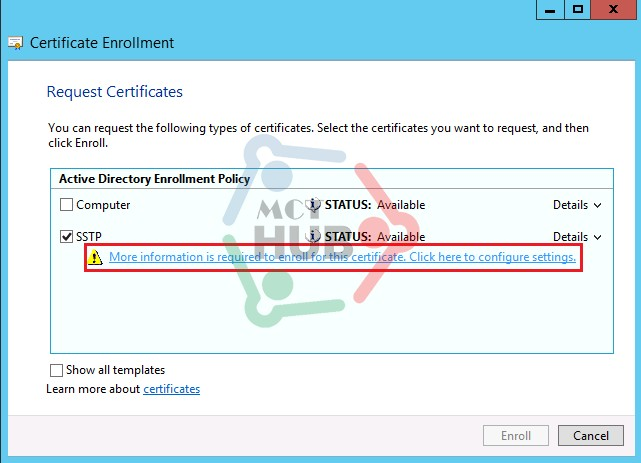 Certificate Enrollment
Request Certificates
You can request the following types of certificates. Select the certificates you want to request, and then
click Enroll.
Active Directory Enrollment Policy
Computer STATUS: Available Details
SSTP STATUS: Available Details
More information is required to enroll for this certificate. Click here to configure settings.
MCT
HUB
Show all templates
Learn more about certificates
Enroll Cancel